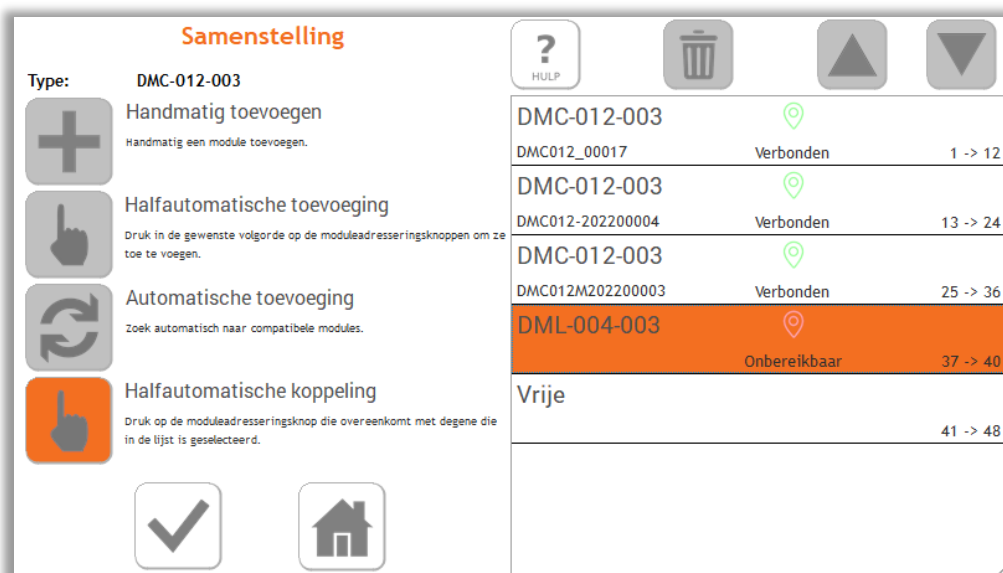 Samenstelling
Type: DMC-012-003
Handmatig toevoegen
Handmatig een module toevoegen.
Halfautomatische toevoeging
Druk in de gewenste volgorde op de moduleadresseringsknoppen om ze
toe te voegen.
Automatische toevoeging
Zoek automatisch naar compatibele modules.
Halfautomatische koppeling
Druk op de moduleadresseringsknop die overeenkomt met degene die
in de lijst is geselecteerd.
?
HULP
DMC-012-003
DMC012_00017 Verbonden 1 -> 12
DMC-012-003
DMC012-202200004 Verbonden 13 -> 24
DMC-012-003
DMC012M202200003 Verbonden 25 -> 36
DML-004-003
Onbereikbaar 37 -> 40
Vrije
41 -> 48